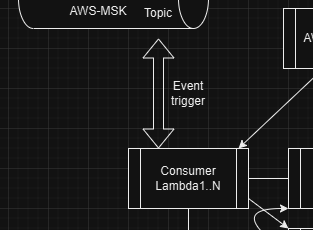 AWS-MSK Topic
Event
trigger
Consumer
Lambda1..N